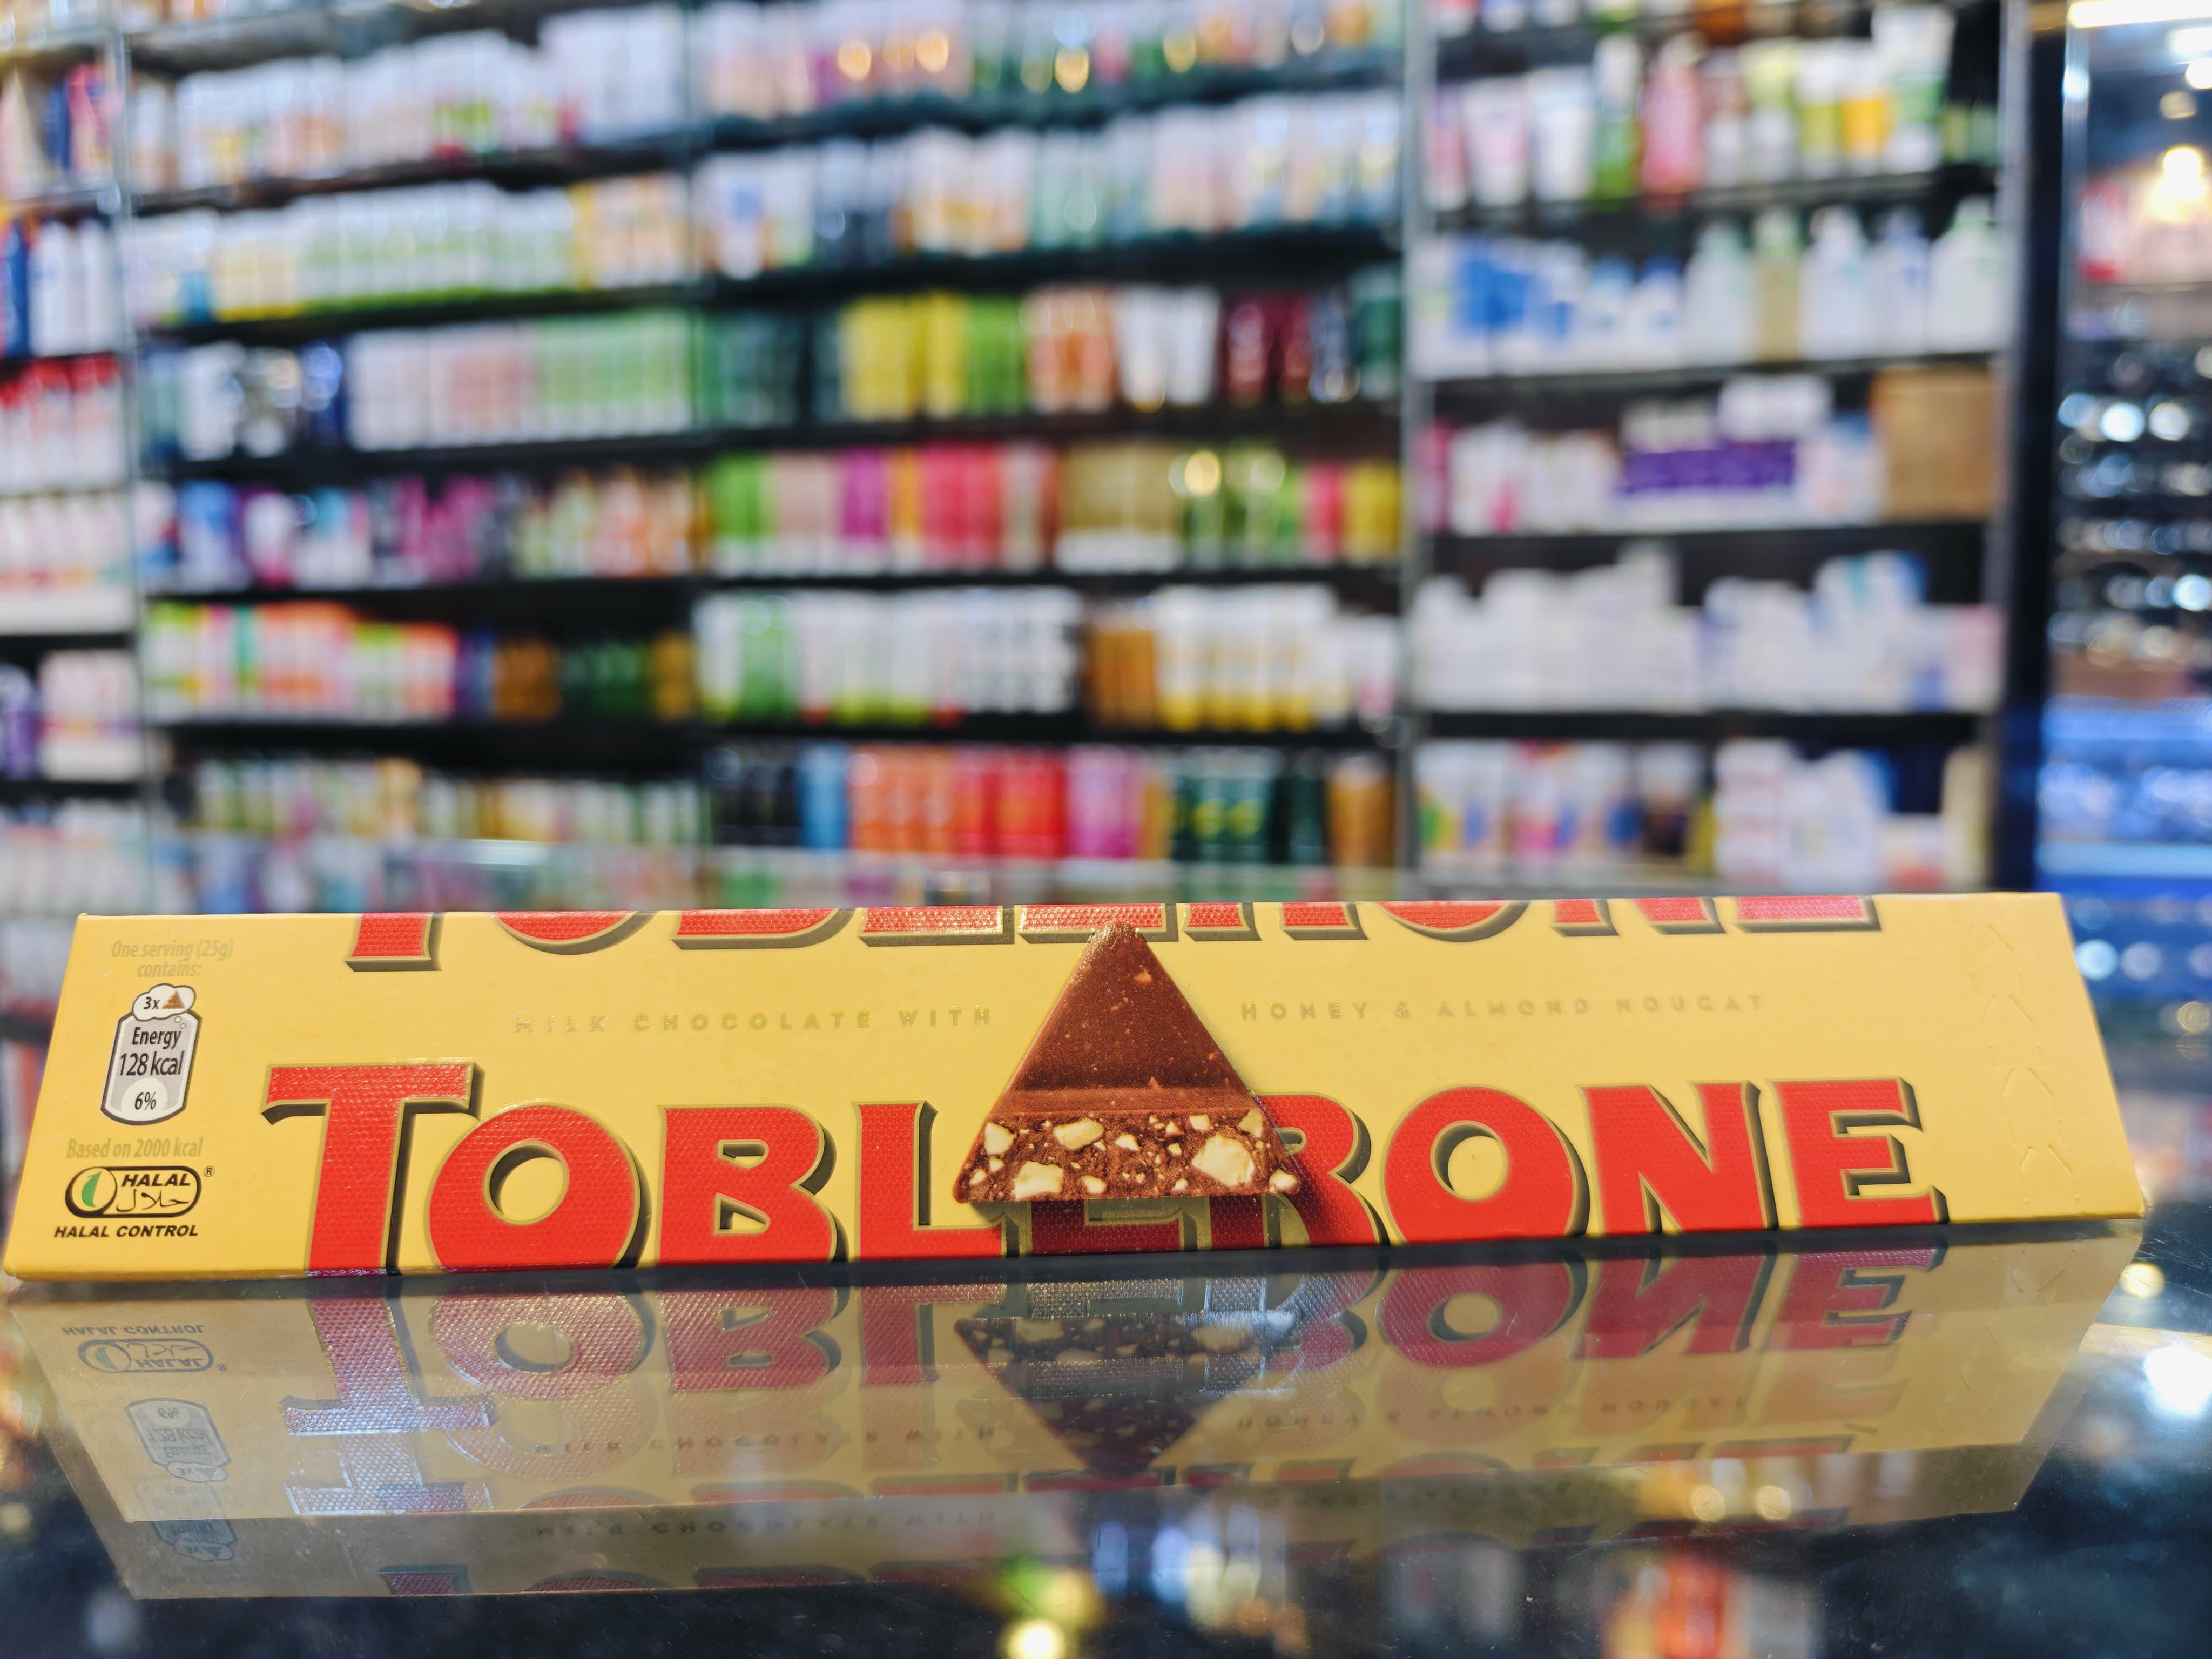 One serving (25g)
contains:
3x
Energy
128 kcal
6%
Based on 2000 kcal
HALAL
حلال
®
HALAL CONTROL
TOBLERONE
MILK CHOCOLATE WITH HONEY & ALMOND NOUGAT
TOBLERONE